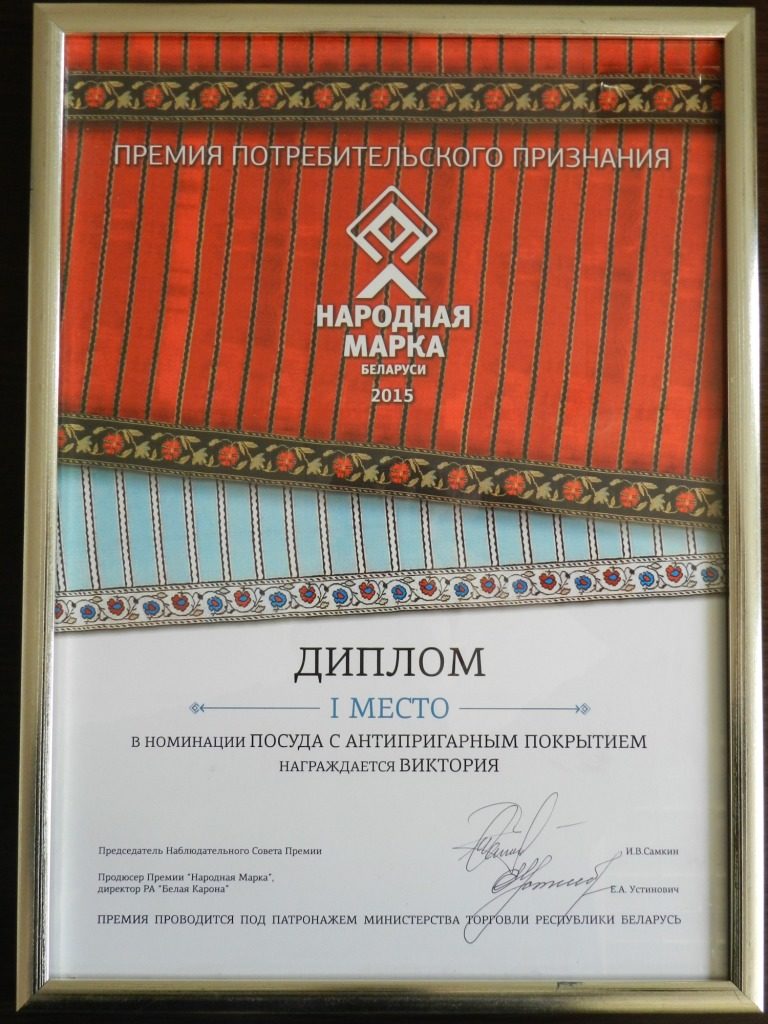 ПРЕМИЯ ПОТРЕБИТЕЛЬСКОГО ПРИЗНАНИЯ
НАРОДНАЯ
МАРКА
БЕЛАРУСИ
2015
ДИПЛОМ
I МЕСТО
В НОМИНАЦИИ ПОСУДА С АНТИПРИГАРНЫМ ПОКРЫТИЕМ
НАГРАЖДАЕТСЯ ВИКТОРИЯ
Председатель Наблюдательного Совета Премии И.В.Самкин
Продюсер Премии "Народная Марка",
директор РА "Белая Карона" Е.А. Устинович
ПРЕМИЯ ПРОВОДИТСЯ ПОД ПАТРОНАЖЕМ МИНИСТЕРСТВА ТОРГОВЛИ РЕСПУБЛИКИ БЕЛАРУСЬ